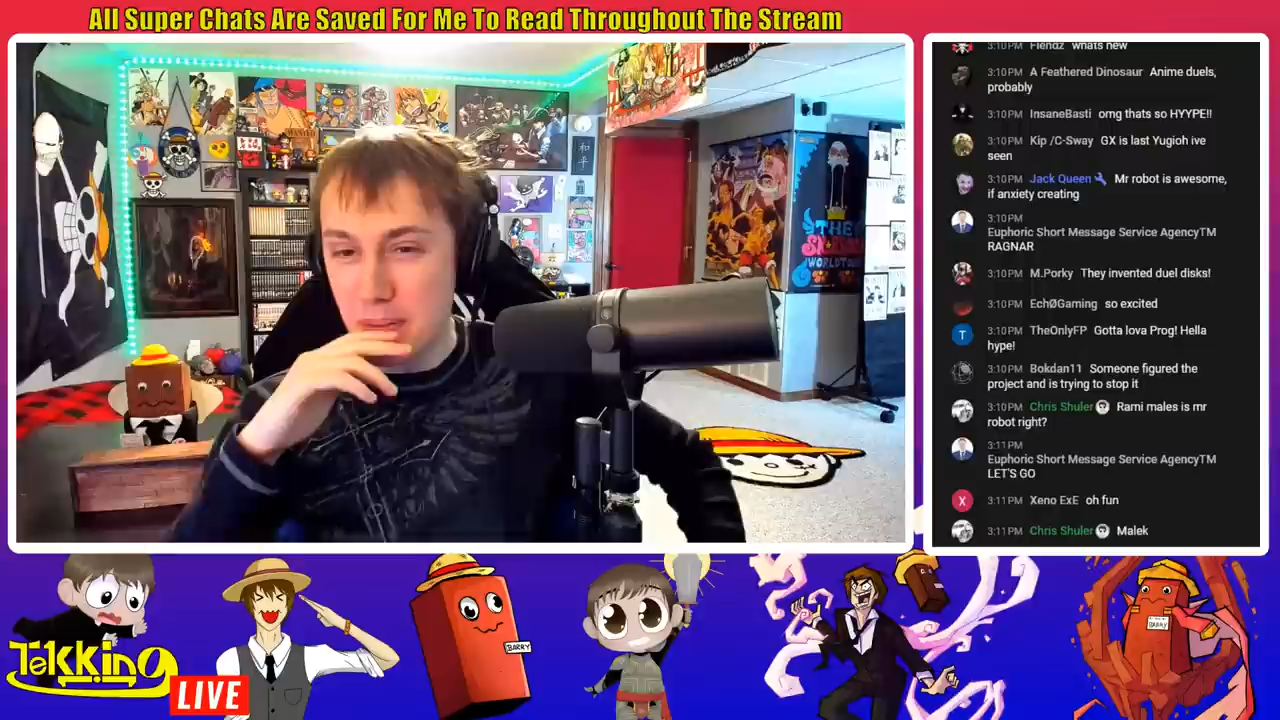 All Super Chats Are Saved For Me To Read Throughout The Stream
3:10 PM Fiendz whats new
3:10 PM A Feathered Dinosaur Anime duels,
probably
3:10 PM InsaneBasti omg thats so HYYPE!!
3:10 PM Kip /C-Sway GX is last Yugioh ive
seen
3:10 PM Jack Queen Mr robot is awesome,
if anxiety creating
3:10 PM
Euphoric Short Message Service AgencyTM
RAGNAR
3:10 PM M.Porky They invented duel disks!
3:10 PM EchØGaming so excited
T
3:10 PM TheOnlyFP Gotta lova Prog! Hella
hype!
3:10 PM Bokdan11 Someone figured the
project and is trying to stop it
3:10 PM Chris Shuler Rami males is mr
robot right?
3:11 PM
Euphoric Short Message Service AgencyTM
LET'S GO
X
3:11 PM Xeno ExE oh fun
3:11 PM Chris Shuler Malek
WANTED
平和
THE
WORLD TOUR
Tekking
LIVE
BARRY
BARRY